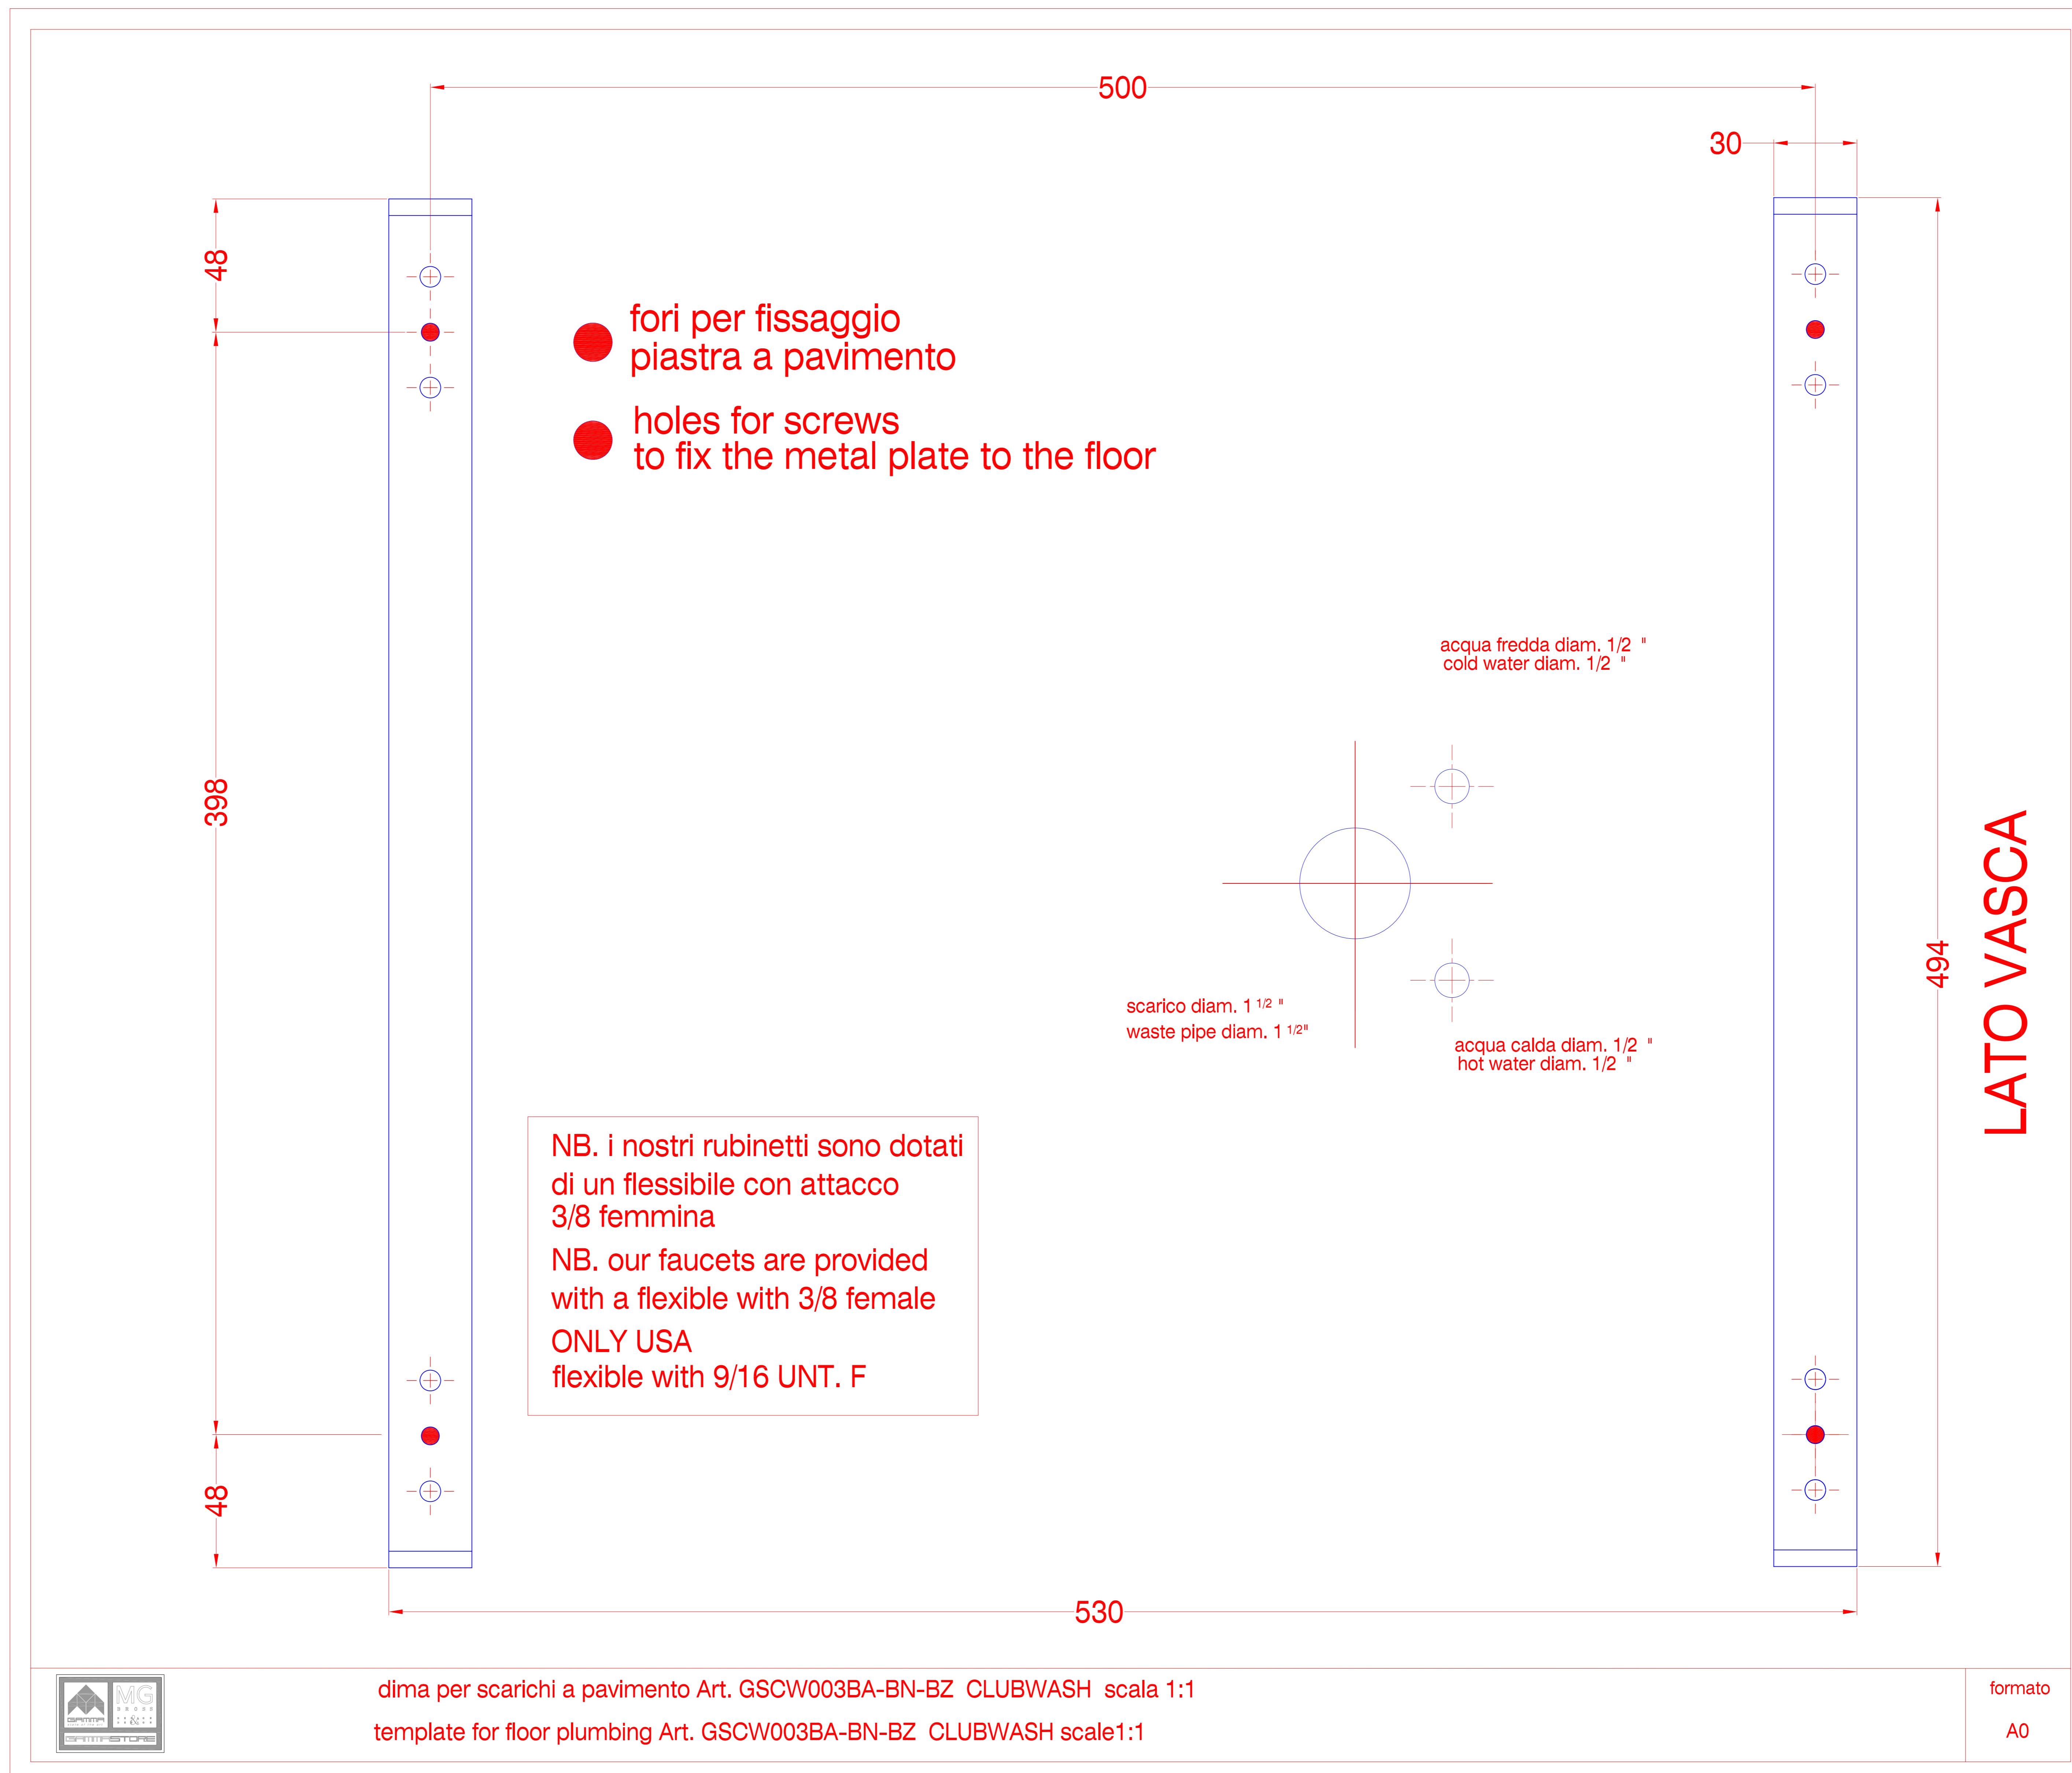 500
30
48
fori per fissaggio
piastra a pavimento
holes for screws
to fix the metal plate to the floor
acqua fredda diam. 1/2 "
cold water diam. 1/2 "
398
LATO VASCA
494
scarico diam. 1 1/2 "
waste pipe diam. 1 1/2"
acqua calda diam. 1/2 "
hot water diam. 1/2 "
NB. i nostri rubinetti sono dotati
di un flessibile con attacco
3/8 femmina
NB. our faucets are provided
with a flexible with 3/8 female
ONLY USA
flexible with 9/16 UNT. F
48
530
MG
BROSS
GAMMA
&
GAMMASTORE
dima per scarichi a pavimento Art. GSCW003BA-BN-BZ CLUBWASH scala 1:1
template for floor plumbing Art. GSCW003BA-BN-BZ CLUBWASH scale1:1
formato
A0